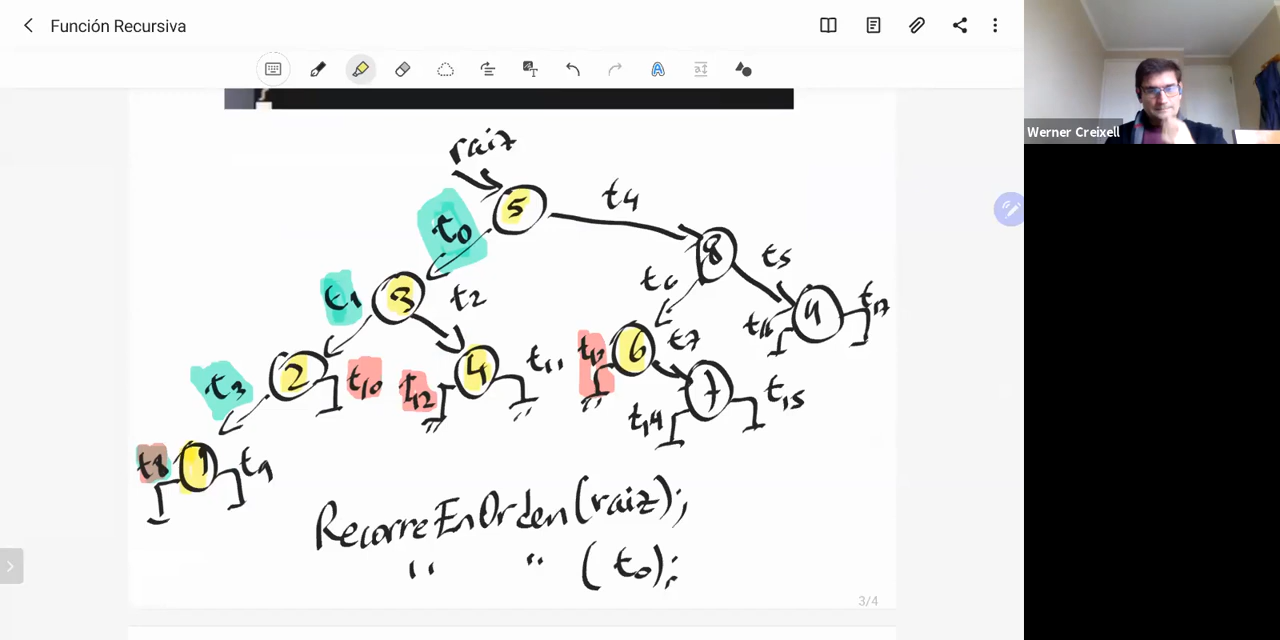 Función Recursiva
Werner Creixell
raiz
5
t4
t0
8
t5
3
t2
t6
t1
9
t16
t17
2
t10
4
t11
6
t7
t12
t3
7
t15
t14
t8
1
t9
RecorreEnOrden(raiz);
" " (t0);
3/4